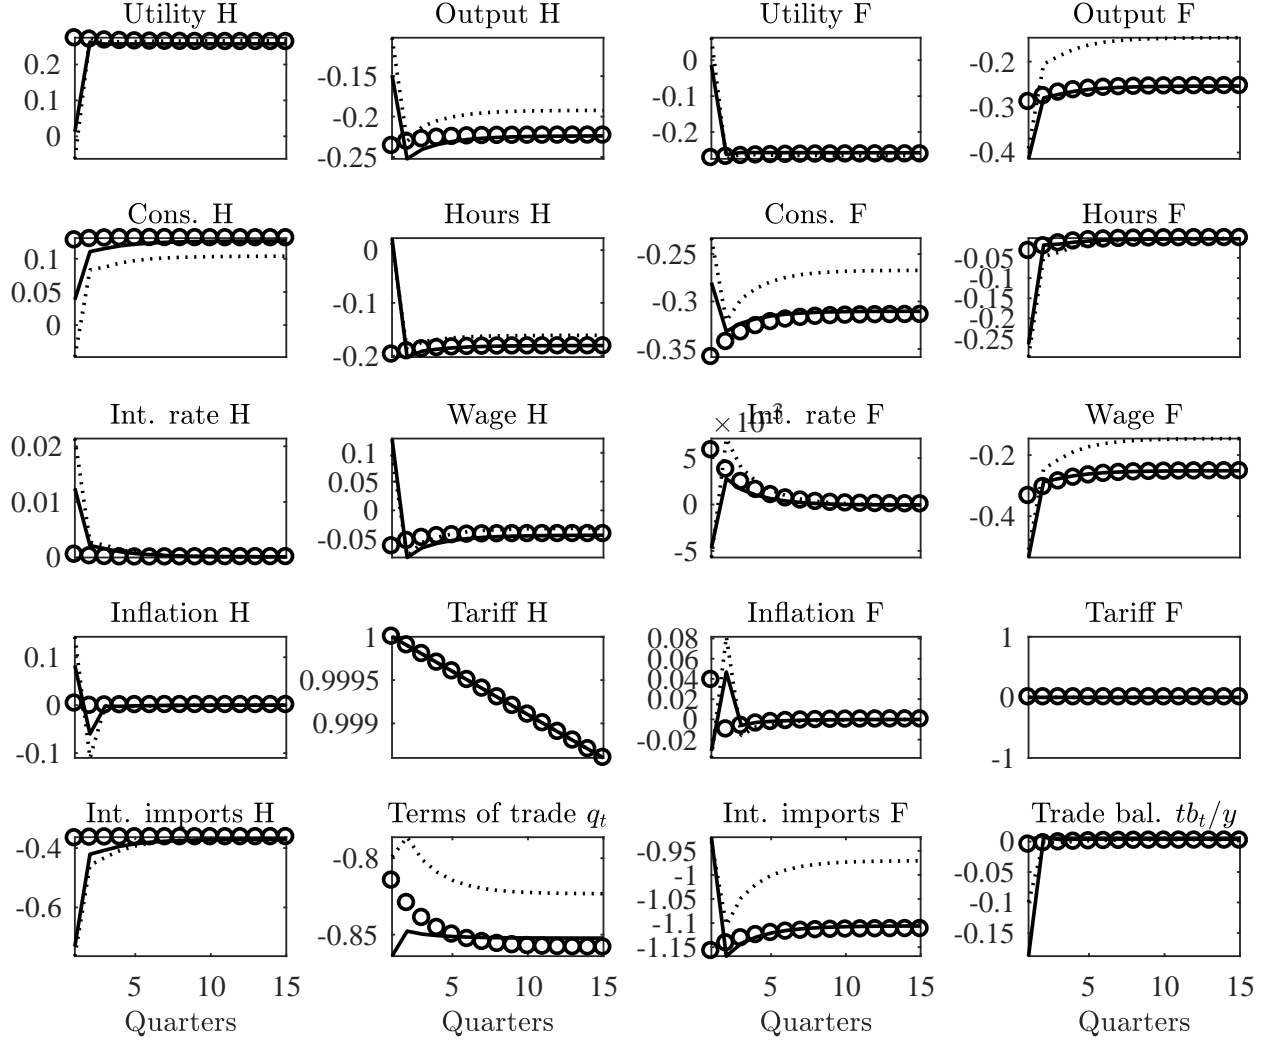 Utility H
Output H
Utility F
Output F
0.2
0.1
0
-0.15
-0.2
-0.25
0
-0.1
-0.2
-0.2
-0.3
-0.4
Cons. H
Hours H
Cons. F
Hours F
0.1
0.05
0
0
-0.1
-0.2
-0.25
-0.3
-0.35
-0.05
-0.1
-0.15
-0.2
-0.25
Int. rate H
Wage H
Int. rate F
Wage F
0.02
0.01
0
0.1
0.05
0
-0.05
5
0
-5
-0.2
-0.4
Inflation H
Tariff H
Inflation F
Tariff F
0.1
0
-0.1
1
0.9995
0.999
0.08
0.06
0.04
0.02
0
-0.02
1
0
-1
Int. imports H
Terms of trade qₜ
Int. imports F
Trade bal. tbₜ/y
-0.4
-0.6
-0.8
-0.85
-0.95
-1
-1.05
-1.1
-1.15
0
-0.05
-0.1
-0.15
5 10 15
5 10 15
5 10 15
5 10 15
Quarters
Quarters
Quarters
Quarters